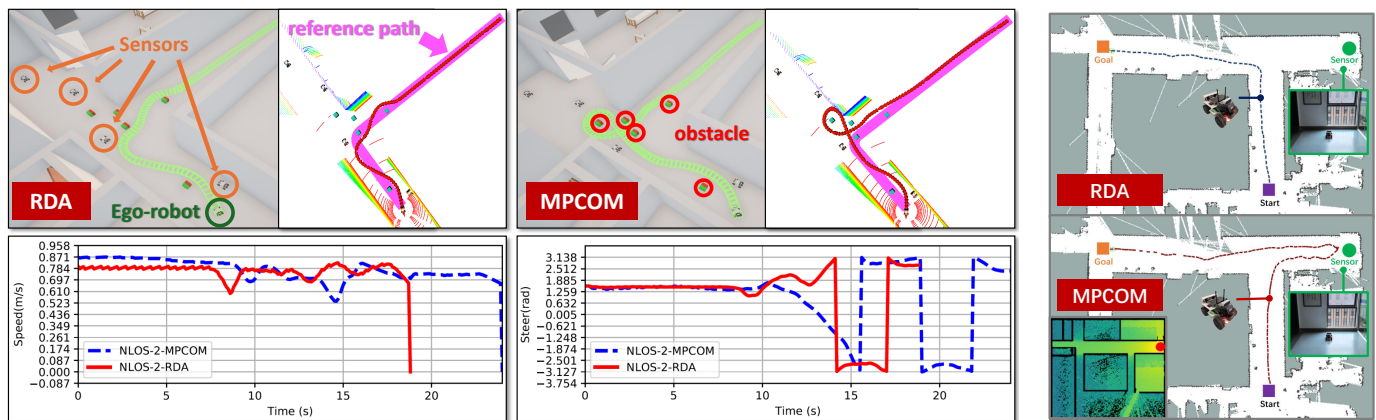 Sensors
RDA
Ego-robot
reference path
MPCOM
obstacle
Goal
Sensor
RDA
Start
Goal
Sensor
MPCOM
Start
Speed(m/s)
0.958
0.871
0.784
0.697
0.610
0.523
0.436
0.349
0.261
0.174
0.087
0.000
−0.087
NLOS-2-MPCOM
NLOS-2-RDA
0 5 10 15 20
Time (s)
Steer(rad)
3.138
2.512
1.885
1.259
0.632
0.005
−0.621
−1.248
−1.874
−2.501
−3.127
−3.754
NLOS-2-MPCOM
NLOS-2-RDA
0 5 10 15 20
Time (s)